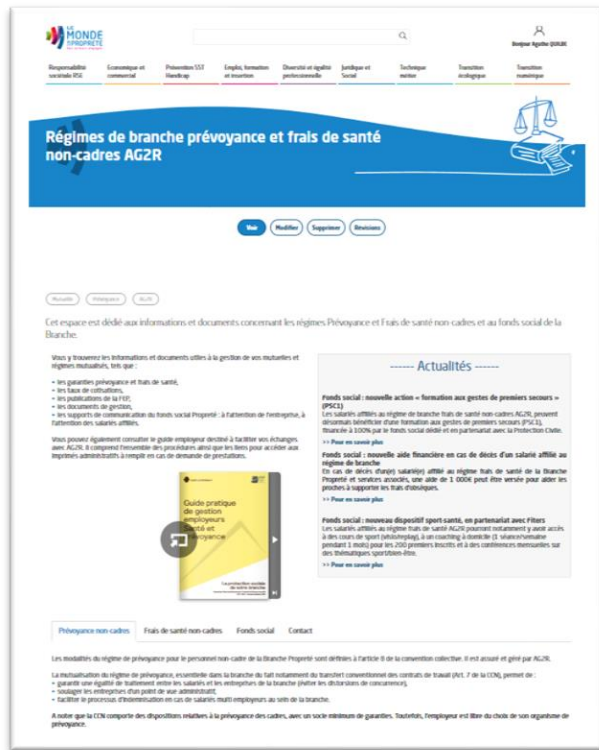 LE
MONDE
DE LA PROPRETÉ
Bonjour Agathe
Responsabilité
sociétale RSE
Economique et
commercial
Prévention SST
Handicap
Emploi, formation
et insertion
Diversité et égalité
professionnelle
Juridique et
Social
Technique
métier
Transition
écologique
Transition
numérique
Régimes de branche prévoyance et frais de santé
non-cadres AG2R
Voir
Modifier
Supprimer
Révisions
Mutuelle
Prévoyance
AG2R
Cet espace est dédié aux informations et documents concernant les régimes Prévoyance et Frais de santé non-cadres et au fonds social de la
Branche.
Vous y trouverez les informations et documents utiles à la gestion de vos mutuelles et
régimes mutualisés, tels que :
• les garanties prévoyance et frais de santé,
• les taux de cotisations,
• les publications de la FEP,
• les documents de gestion,
• les supports de communication du fonds social Propreté : à l'attention de l'entreprise, à
l'attention des salariés affiliés.
Vous pouvez également consulter le guide employeur destiné à faciliter vos échanges
avec AG2R. Il comprend l'ensemble des procédures ainsi que les liens pour accéder aux
imprimés administratifs à remplir en cas de demande de prestations.
Guide pratique
de gestion
employeurs
Santé et
prévoyance
La protection sociale
de votre branche
------ Actualités ------
Fonds social : nouvelle action « formation aux gestes de premiers secours »
(PSC1)
Les salariés affiliés au régime de branche frais de santé non-cadres AG2R, peuvent
désormais bénéficier d'une formation aux gestes de premiers secours (PSC1),
financée à 100% par le fonds social dédié et en partenariat avec la Protection Civile.
>> Pour en savoir plus
Fonds social : nouvelle aide financière en cas de décès d'un salarié affilié au
régime de branche
En cas de décès d'un(e) salarié(e) affilié au régime frais de santé de la Branche
Propreté et services associés, une aide de 1 000€ peut être versée pour aider les
proches à supporter les frais d'obsèques.
>> Pour en savoir plus
Fonds social : nouveau dispositif sport-santé, en partenariat avec Fiters
Les salariés affiliés au régime frais de santé AG2R pourront notamment y avoir accès
à des cours de sport (vivo/replay), à un coaching à domicile (1 séance/semaine
pendant 1 mois) pour les 200 premiers inscrits et à des conférences mensuelles sur
des thématiques sport/bien-être.
>> Pour en savoir plus
Prévoyance non-cadres
Frais de santé non-cadres
Fonds social
Contact
Les modalités du régime de prévoyance pour le personnel non-cadre de la Branche Propreté sont définies à l'article 8 de la convention collective. Il est assuré et géré par AG2R.
La mutualisation du régime de prévoyance, essentielle dans la branche du fait notamment du transfert conventionnel des contrats de travail (Art. 7 de la CCN), permet de :
• garantir une égalité de traitement entre les salariés et les entreprises de la branche (éviter les distorsions de concurrence),
• soulager les entreprises d'un point de vue administratif,
• faciliter le processus d'indemnisation en cas de salariés multi employeurs au sein de la branche.
A noter que la CCN comporte des dispositions relatives à la prévoyance des cadres, avec un socle minimum de garanties. Toutefois, l'employeur est libre du choix de son organisme de
prévoyance.